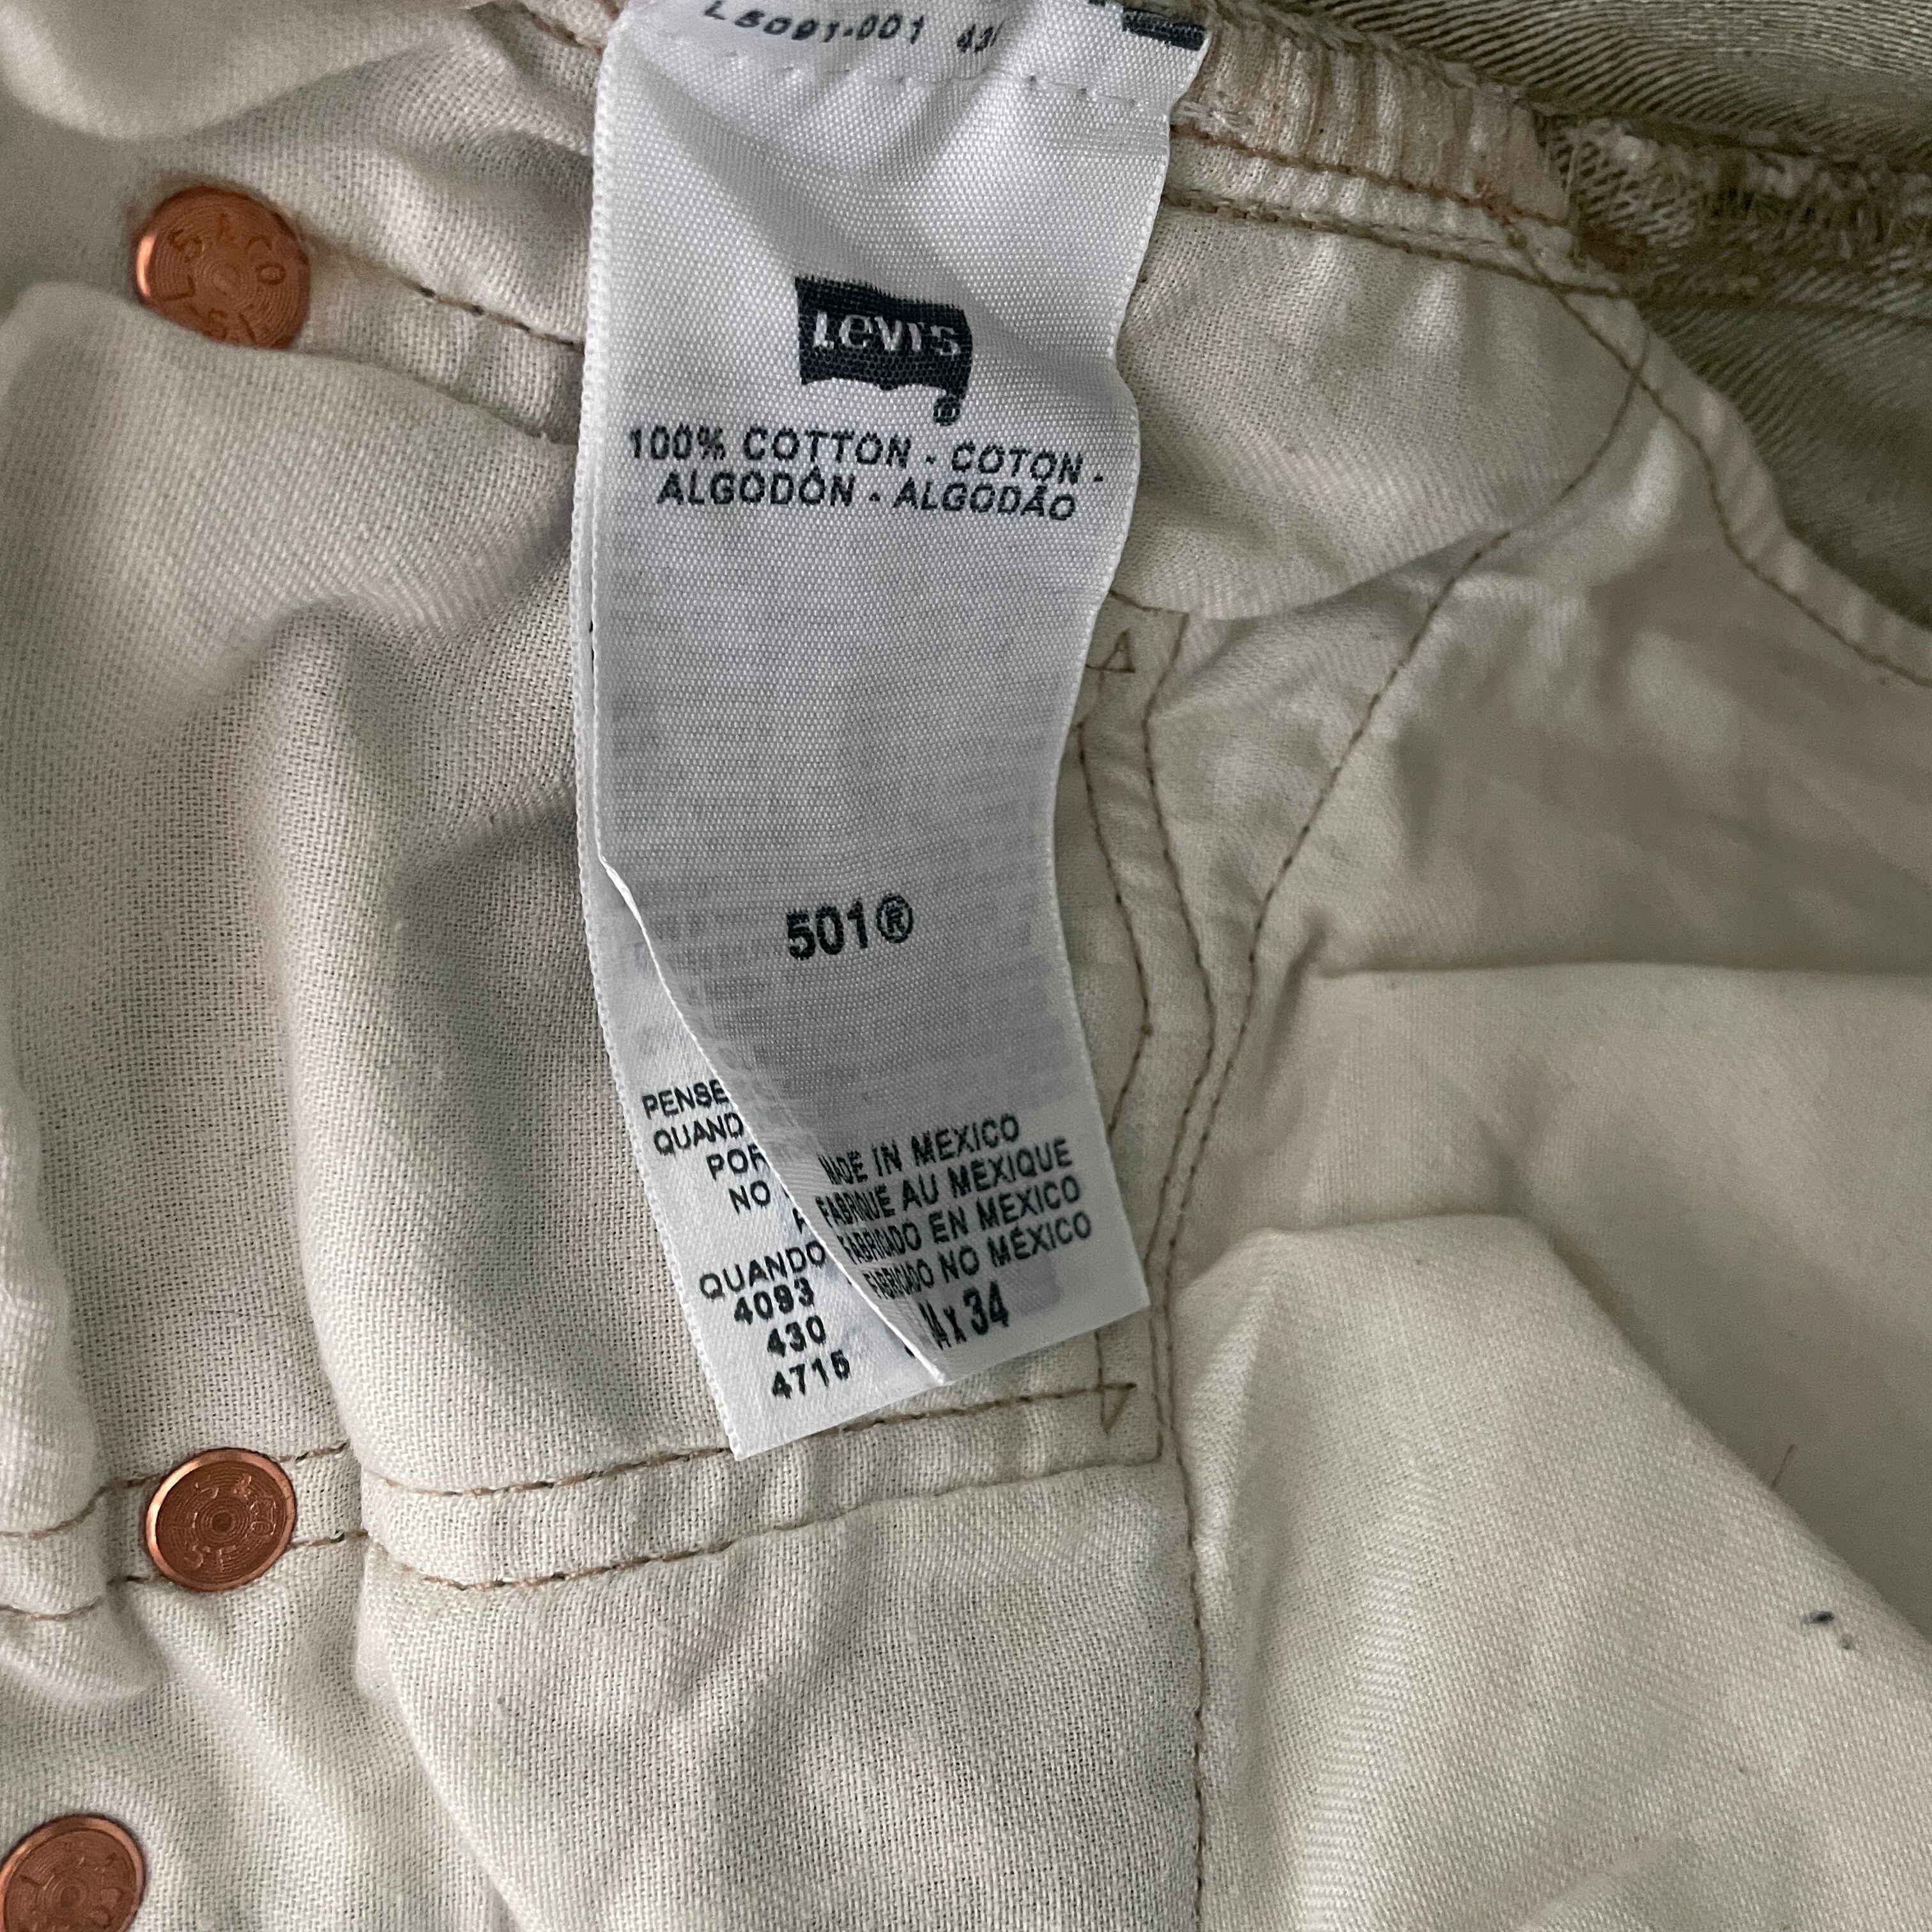 001
Levi's
100% COTTON - COTON -
ALGODÓN - ALGODÃO
501®
PENSE
QUAND
POR
NO
QUANDO
4093
430
4715
MADE IN MEXICO
FABRIQUE AU MEXIQUE
FABRICADO EN MEXICO
FABRICADO NO MÉXICO
x 34